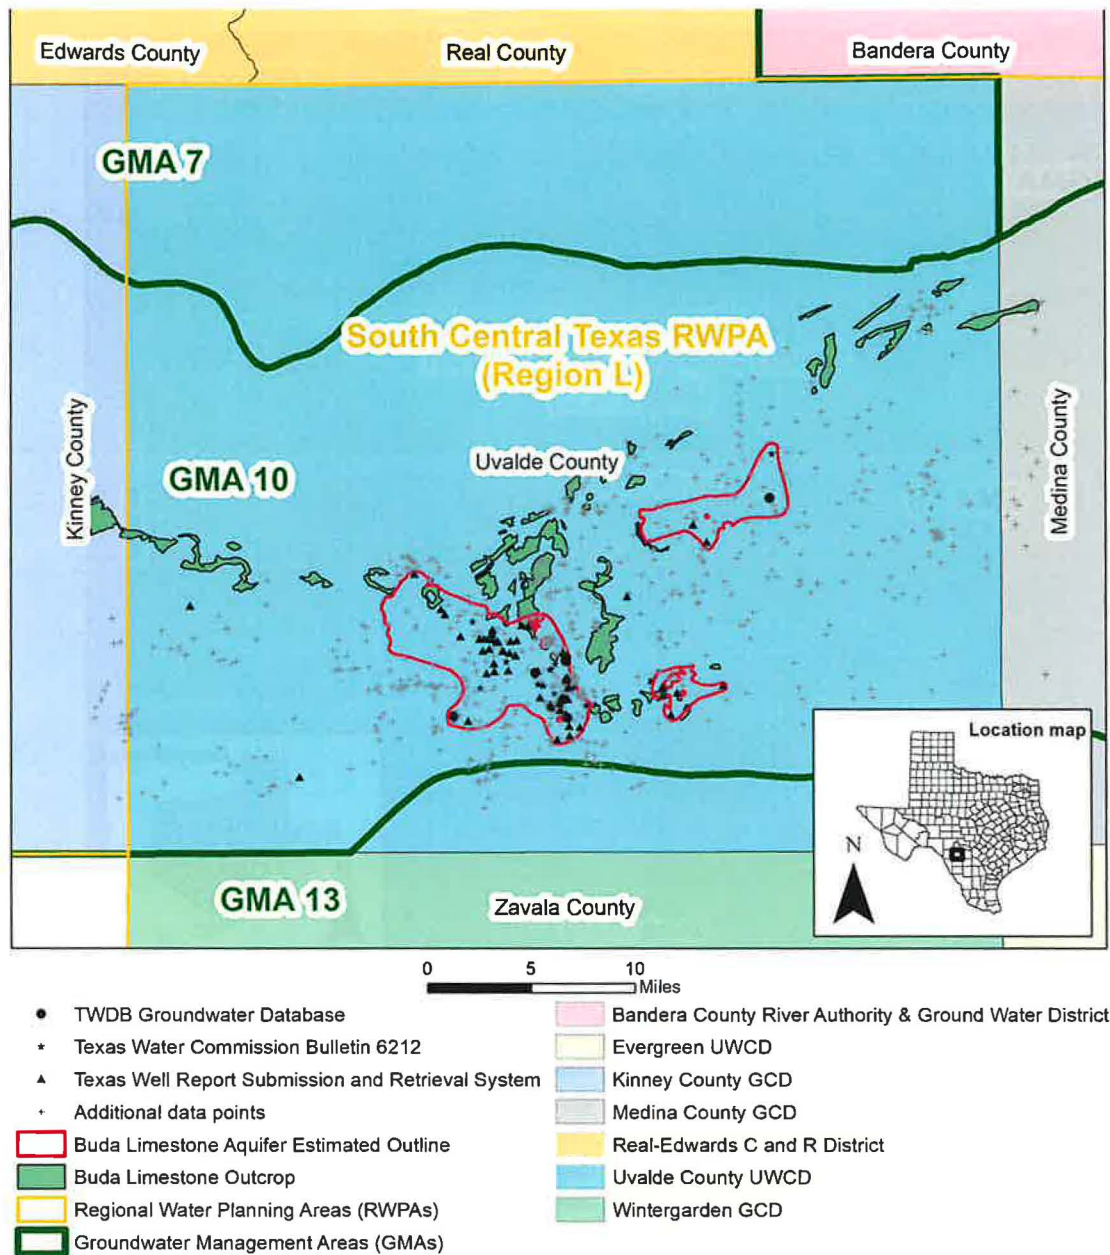 Edwards County
Real County
Bandera County
GMA 7
South Central Texas RWPA
(Region L)
Kinney County
Uvalde County
GMA 10
Medina County
Location map
N
GMA 13
Zavala County
0 5 10
Miles
TWDB Groundwater Database
Texas Water Commission Bulletin 6212
Texas Well Report Submission and Retrieval System
Additional data points
Buda Limestone Aquifer Estimated Outline
Buda Limestone Outcrop
Regional Water Planning Areas (RWPAs)
Groundwater Management Areas (GMAs)
Bandera County River Authority & Ground Water District
Evergreen UWCD
Kinney County GCD
Medina County GCD
Real-Edwards C and R District
Uvalde County UWCD
Wintergarden GCD